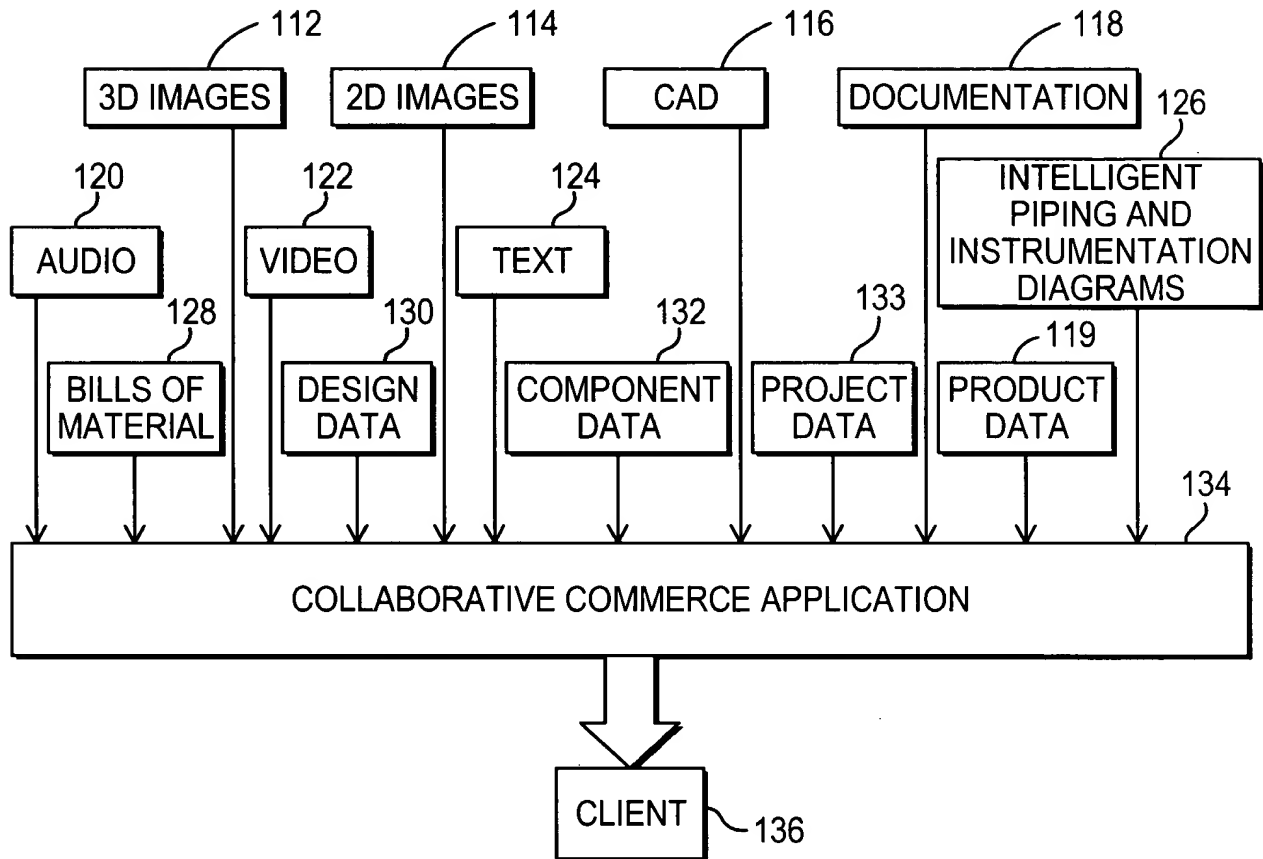 112
114
116
118
3D IMAGES
2D IMAGES
CAD
DOCUMENTATION
126
120
122
124
INTELLIGENT
PIPING AND
INSTRUMENTATION
DIAGRAMS
AUDIO
VIDEO
TEXT
128
130
132
133
119
BILLS OF
MATERIAL
DESIGN
DATA
COMPONENT
DATA
PROJECT
DATA
PRODUCT
DATA
134
COLLABORATIVE COMMERCE APPLICATION
CLIENT
136